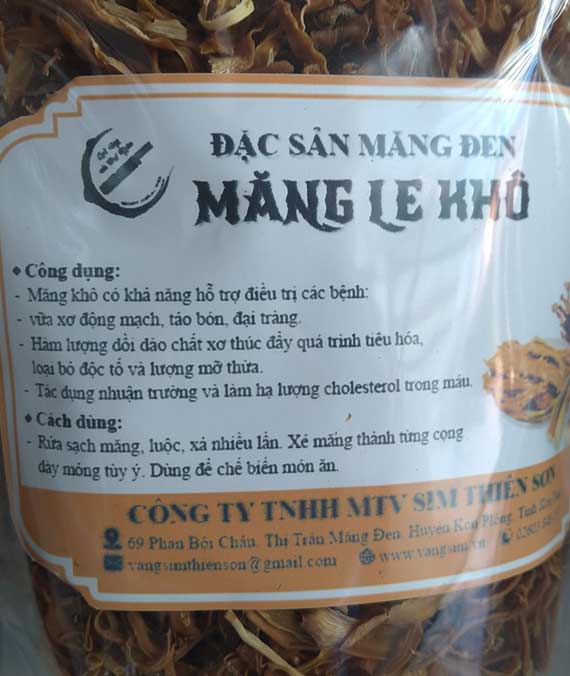 ĐẶC SẢN MĂNG ĐEN
MĂNG LE KHÔ
Công dụng:
- Măng khô có khả năng hỗ trợ điều trị các bệnh:
- vữa xơ động mạch, táo bón, đại tràng.
- Hàm lượng dồi dào chất xơ thúc đẩy quá trình tiêu hóa,
loại bỏ độc tố và lượng mỡ thừa.
- Tác dụng nhuận trường và làm hạ lượng cholesterol trong máu.
Cách dùng:
- Rửa sạch măng, luộc, xả nhiều lần. Xé măng thành từng cọng
dày mỏng tùy ý. Dùng để chế biến món ăn.
CÔNG TY TNHH MTV SIM THIÊN SƠN
69 Phan Bội Châu, Thị Trấn Măng Đen, Huyện Kon Plông, Tỉnh
vangsimthienson@gmail.com www.vangsim.vn